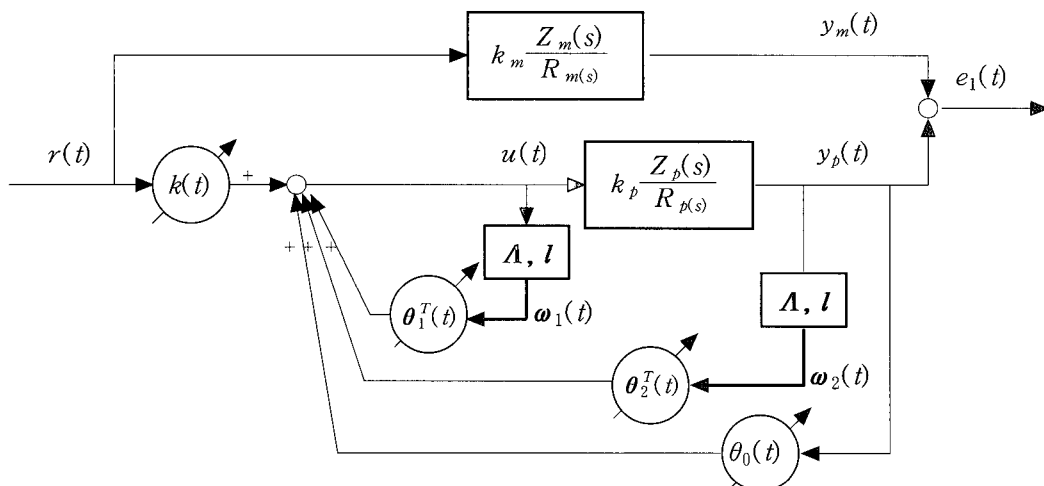 y_m(t)
k_m Z_m(s) / R_m(s)
e_1(t)
r(t)
k(t)
+
u(t)
k_p Z_p(s) / R_p(s)
y_p(t)
+ + +
Λ, l
Λ, l
θ_1^T(t)
ω_1(t)
θ_2^T(t)
ω_2(t)
θ_0(t)